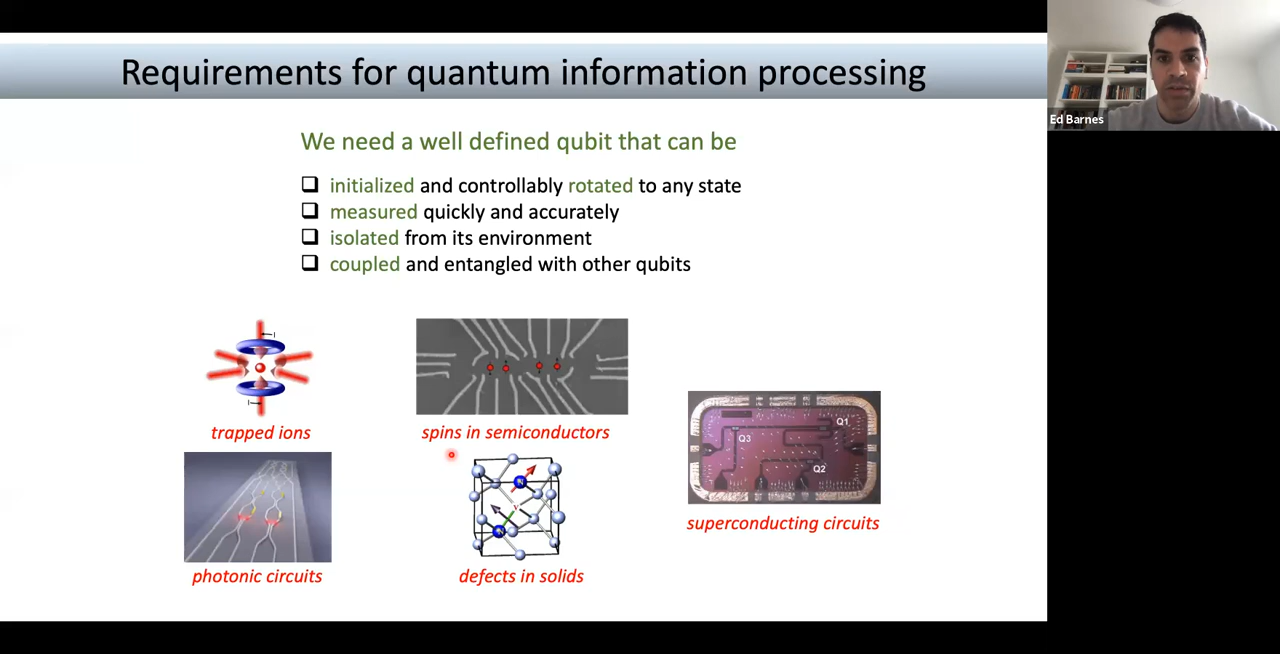 Requirements for quantum information processing
Ed Barnes
We need a well defined qubit that can be
initialized and controllably rotated to any state
measured quickly and accurately
isolated from its environment
coupled and entangled with other qubits
trapped ions
spins in semiconductors
Q1
Q3
Q2
superconducting circuits
photonic circuits
defects in solids